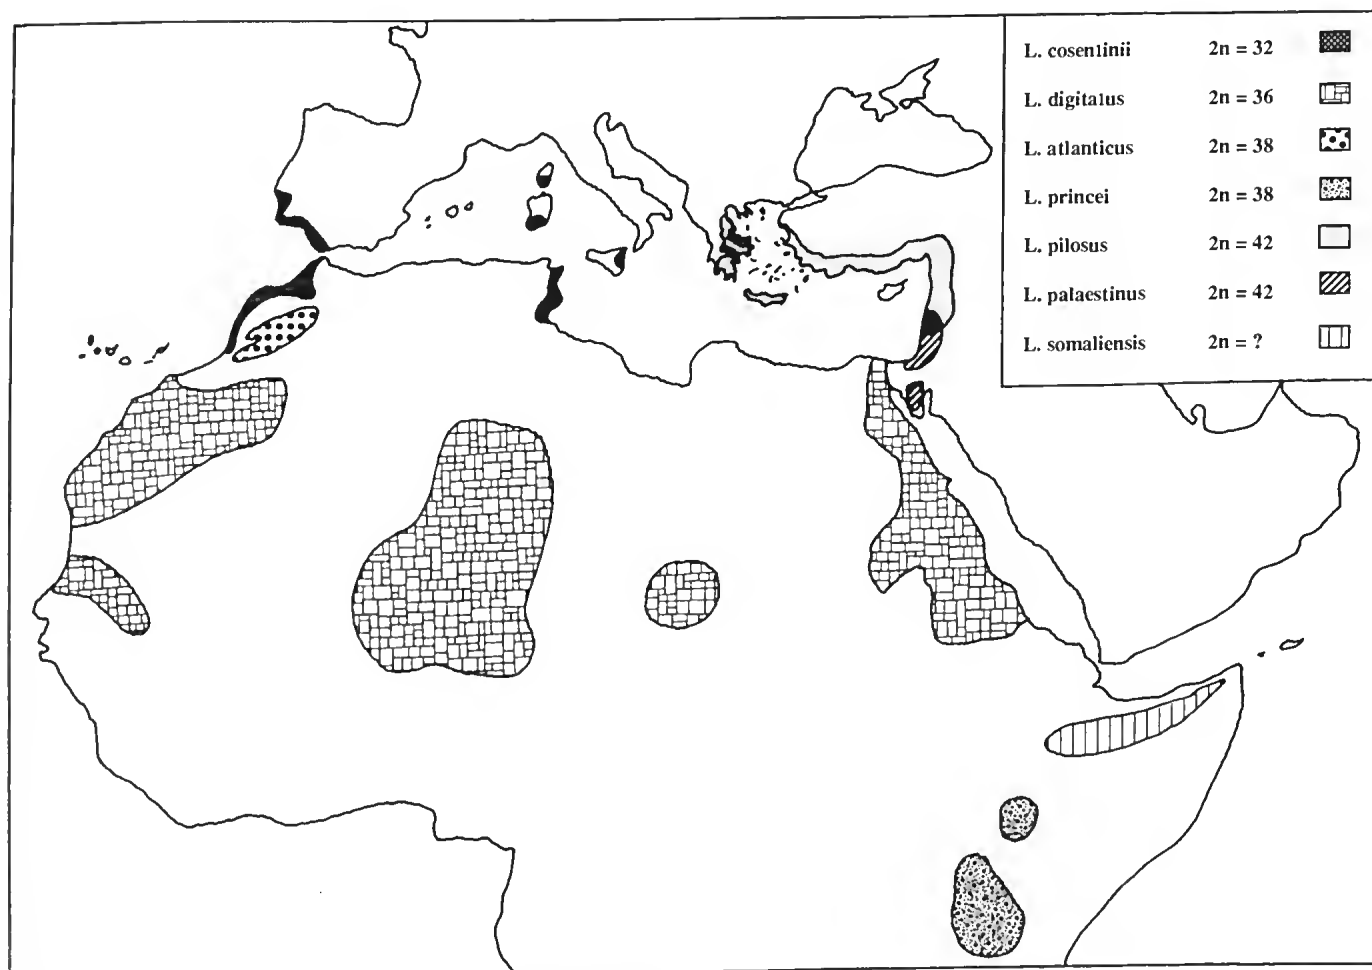 L. cosentinii 2n = 32
L. digitatus 2n = 36
L. atlanticus 2n = 38
L. princei 2n = 38
L. pilosus 2n = 42
L. palaestinus 2n = 42
L. somaliensis 2n = ?